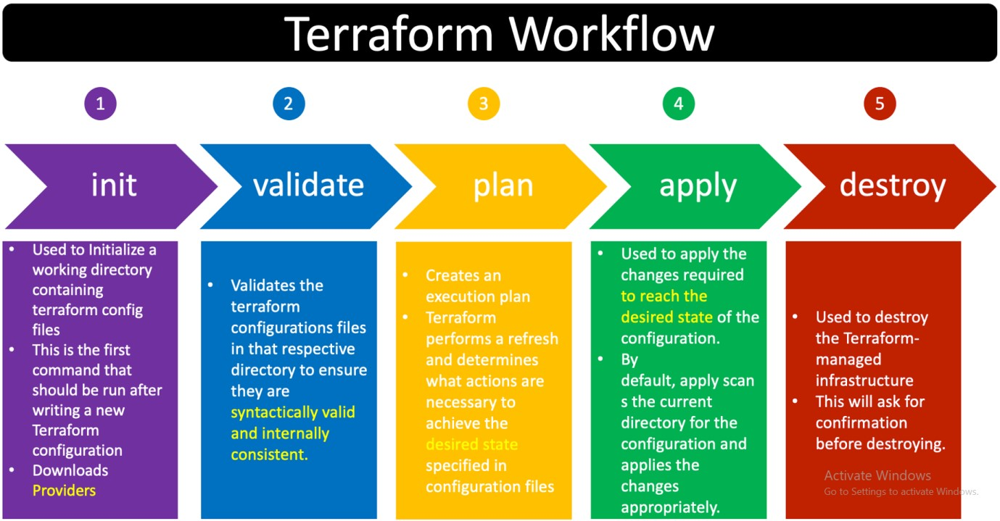 Terraform Workflow
1
2
3
4
5
init
validate
plan
apply
destroy
• Used to Initialize a
working directory
containing
terraform config
files
• This is the first
command that
should be run after
writing a new
Terraform
configuration
• Downloads
Providers
• Validates the
terraform
configurations files
in that respective
directory to ensure
they are
syntactically valid
and internally
consistent.
• Creates an
execution plan
• Terraform
performs a refresh
and determines
what actions are
necessary to
achieve the
desired state
specified in
configuration files
• Used to apply the
changes required
to reach the
desired state of the
configuration.
• By
default, apply scan
s the current
directory for the
configuration and
applies the
changes
appropriately.
• Used to destroy
the Terraform-
managed
infrastructure
• This will ask for
confirmation
before destroying.
Activate Windows
Go to Settings to activate Windows.